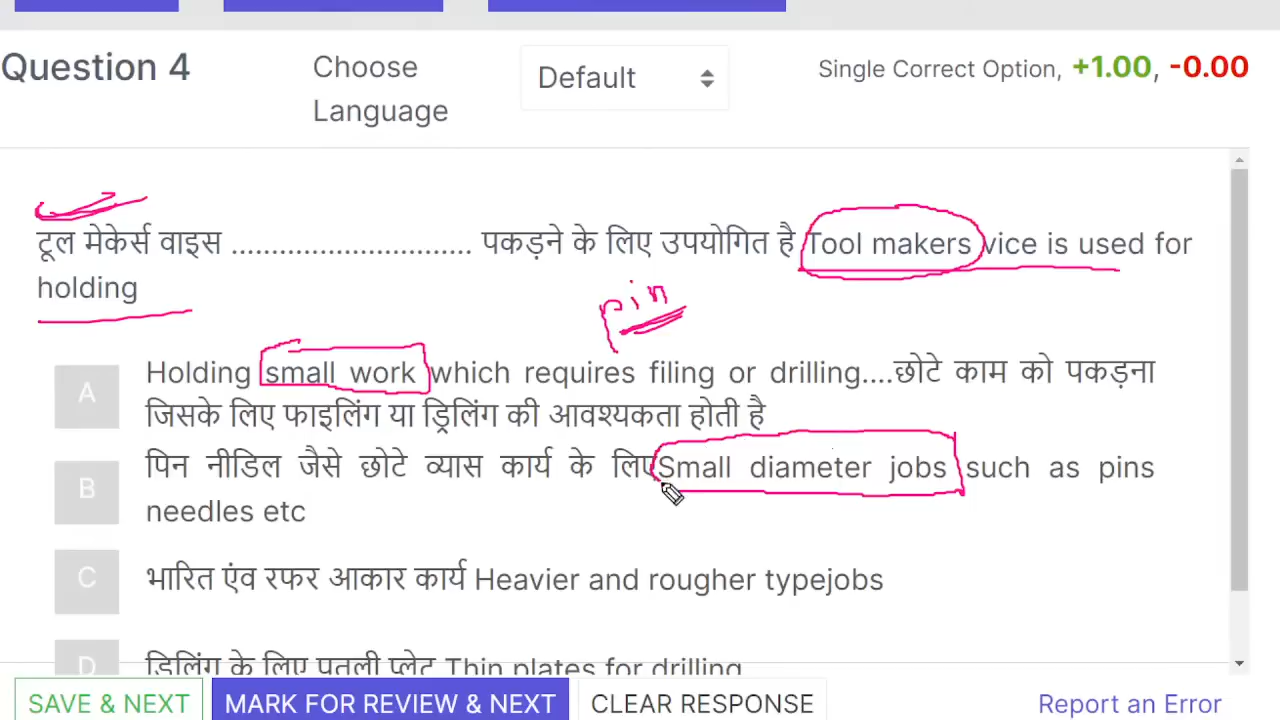 Question 4
Choose
Language
Default
Single Correct Option, +1.00, -0.00
टूल मेकेर्स वाइस ................................ पकड़ने के लिए उपयोगित है Tool makers vice is used for
holding
pin
A
Holding small work which requires filing or drilling....छोटे काम को पकड़ना
जिसके लिए फाइलिंग या ड्रिलिंग की आवश्यकता होती है
B
पिन नीडिल जैसे छोटे व्यास कार्य के लिएSmall diameter jobs such as pins
needles etc
C
भारित एंव रफर आकार कार्य Heavier and rougher typejobs
D
ड्रिलिंग के लिए पतली प्लेट Thin plates for drilling
SAVE & NEXT
MARK FOR REVIEW & NEXT
CLEAR RESPONSE
Report an Error